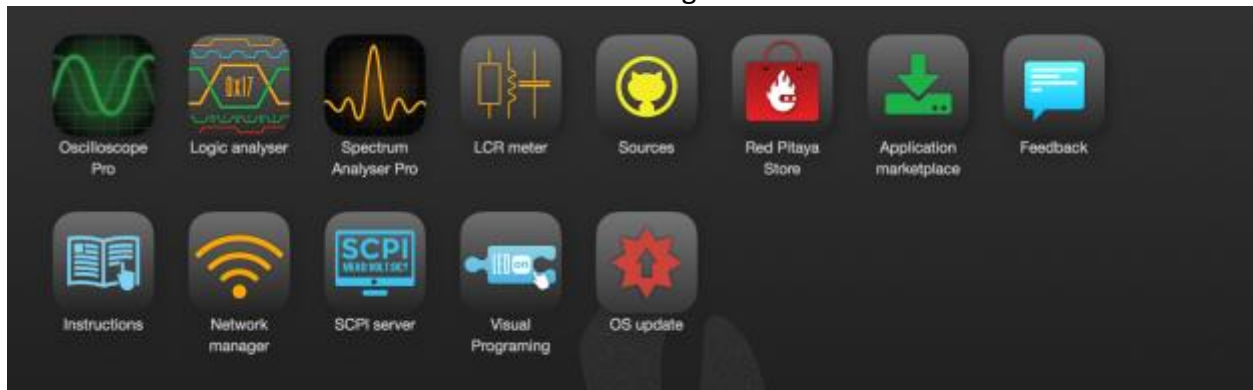 0x17
Oscilloscope
Pro
Logic analyser
Spectrum
Analyser Pro
LCR meter
Sources
Red Pitaya
Store
Application
marketplace
Feedback
SCPI
on
Instructions
Network
manager
SCPI server
Visual
Programing
OS update